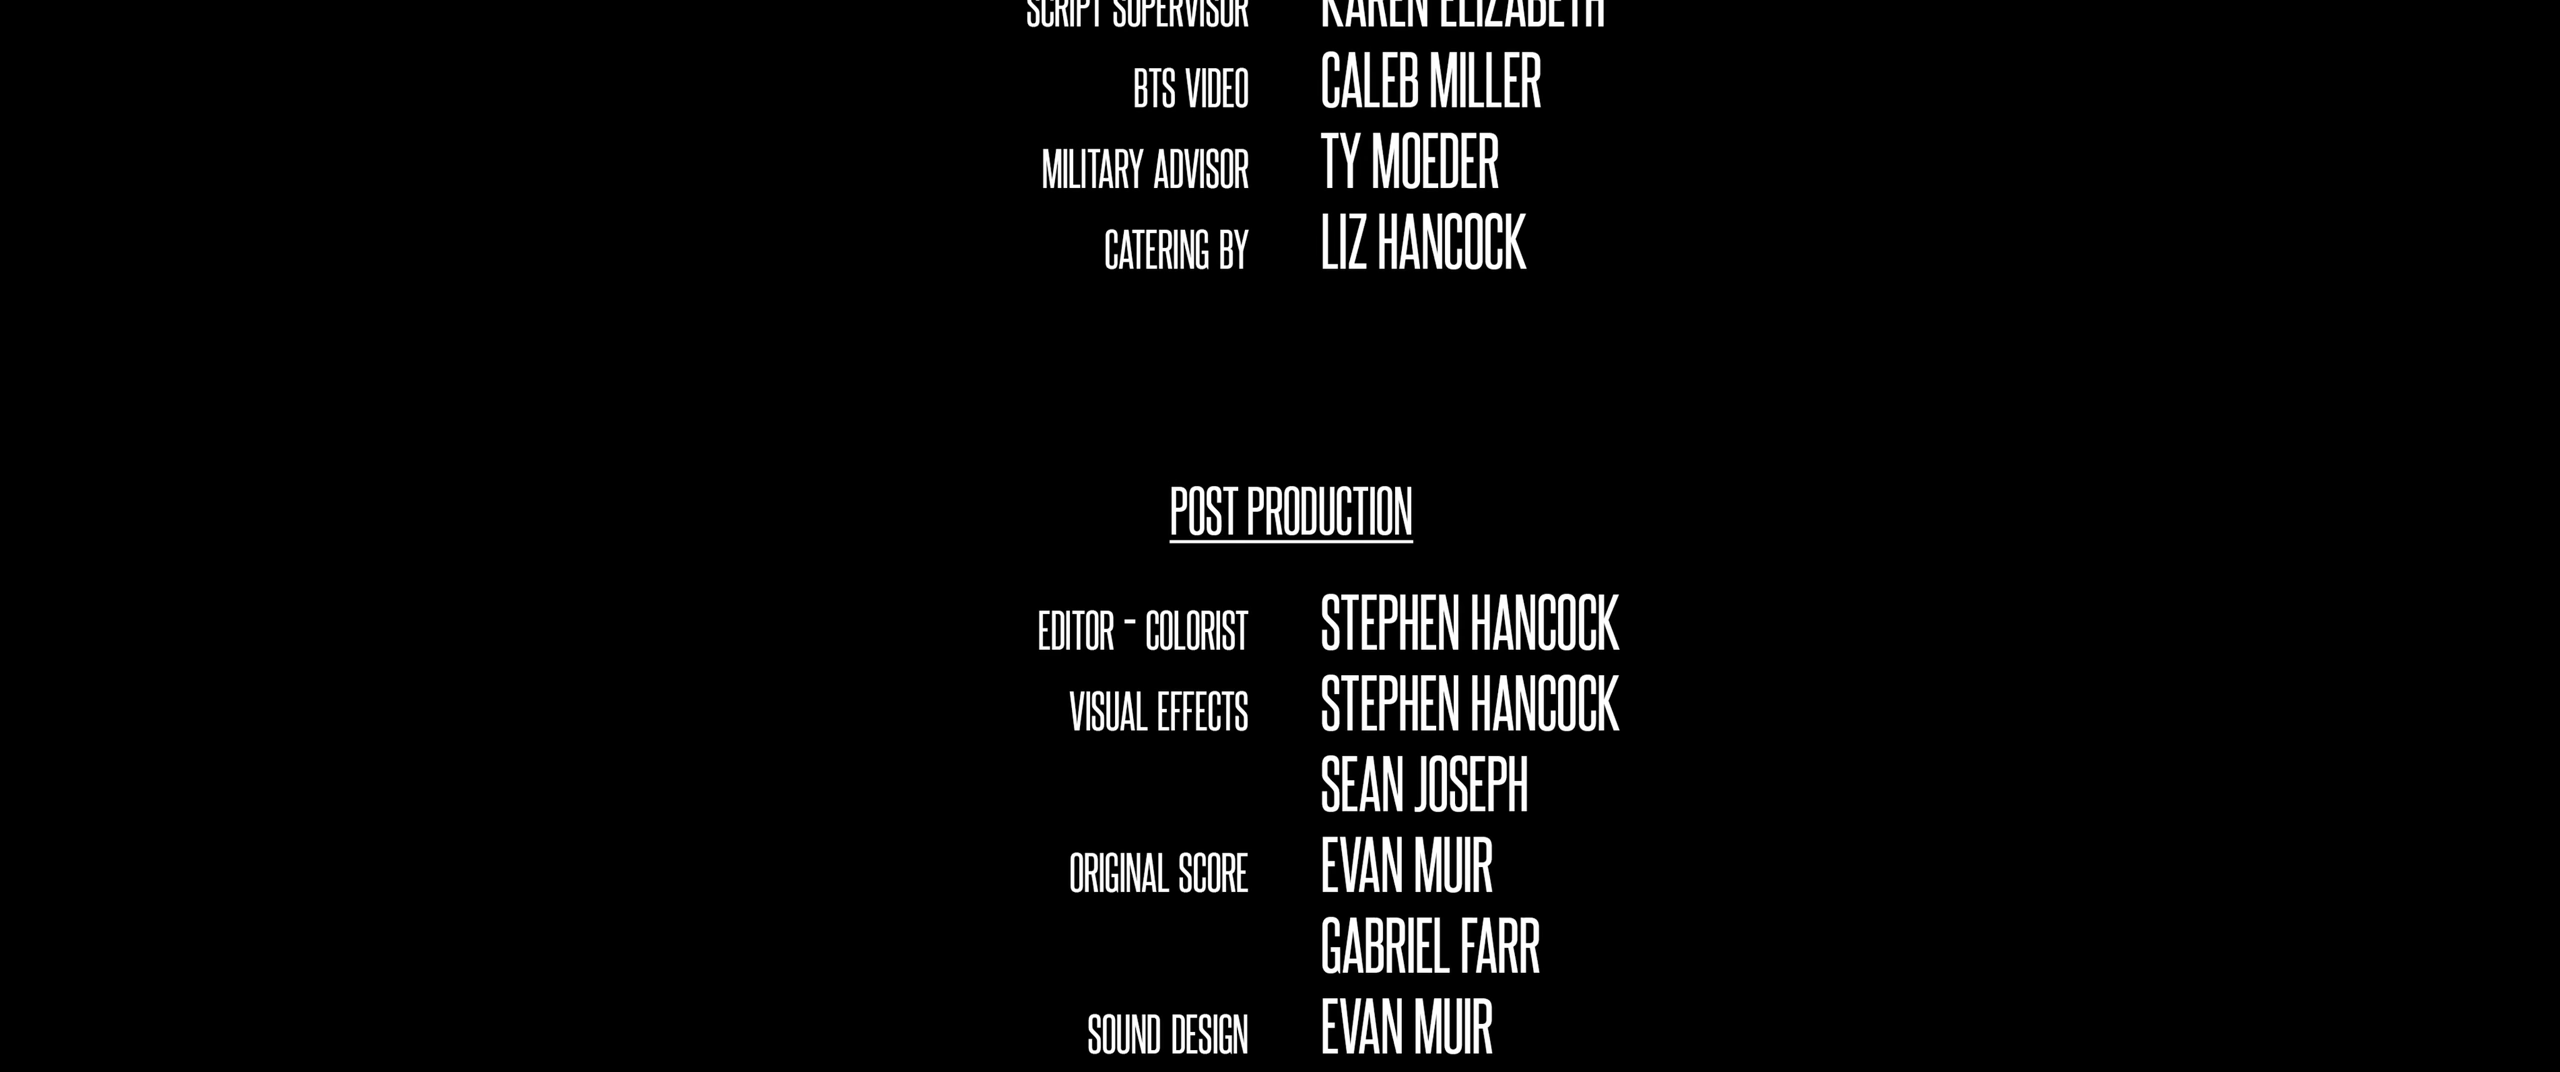 SCRIPT SUPERVISOR KAREN ELIZABETH
BTS VIDEO CALEB MILLER
MILITARY ADVISOR TY MOEDER
CATERING BY LIZ HANCOCK
POST PRODUCTION
EDITOR - COLORIST STEPHEN HANCOCK
VISUAL EFFECTS STEPHEN HANCOCK
SEAN JOSEPH
ORIGINAL SCORE EVAN MUIR
GABRIEL FARR
SOUND DESIGN EVAN MUIR